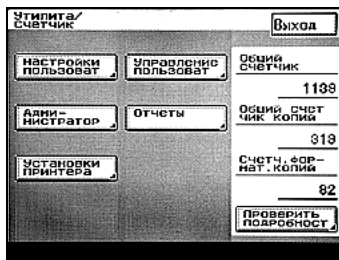 Утилита/
Счетчик
Выход
Настройки
пользоват
Управление
пользоват
Общий
счетчик
1139
Адми-
нистратор
Отчеты
Общий счет
чик копий
319
Установки
принтера
Счетч.фор-
мат.копий
82
Проверить
подробност